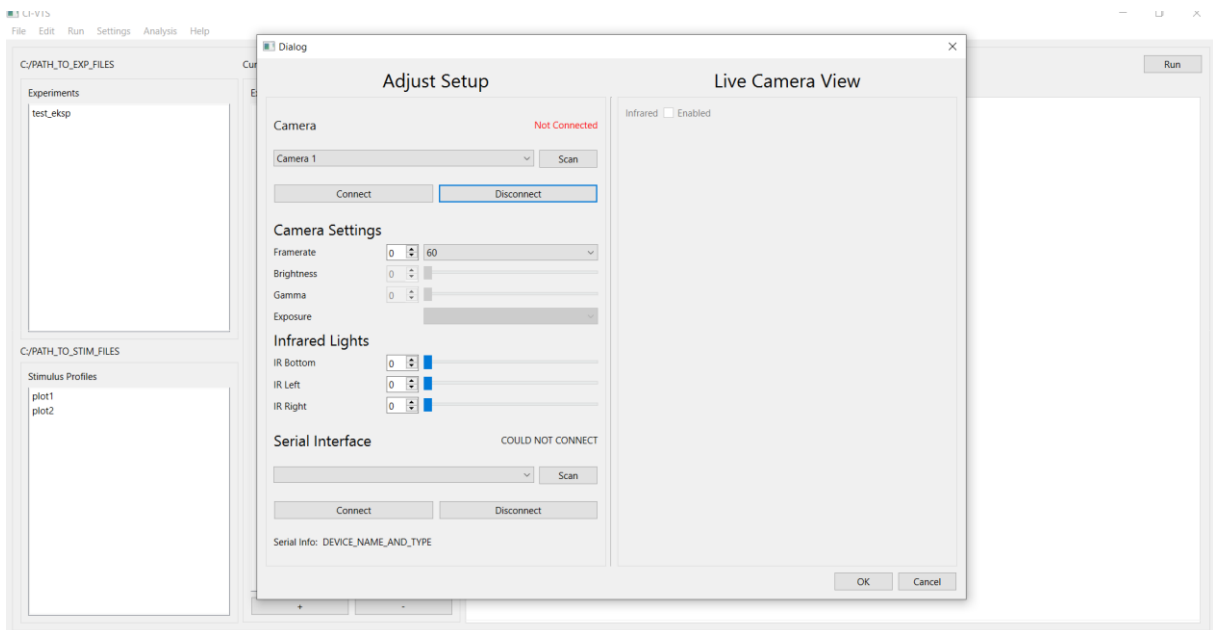 CI-VIS
File Edit Run Settings Analysis Help
C:/PATH_TO_EXP_FILES
Cur
Run
Experiments
E
test_eksp
C:/PATH_TO_STIM_FILES
Stimulus Profiles
plot1
plot2
+ -
Dialog
Adjust Setup
Camera Not Connected
Camera 1 Scan
Connect Disconnect
Camera Settings
Framerate 0 60
Brightness 0
Gamma 0
Exposure
Infrared Lights
IR Bottom 0
IR Left 0
IR Right 0
Serial Interface COULD NOT CONNECT
Scan
Connect Disconnect
Serial Info: DEVICE_NAME_AND_TYPE
Live Camera View
Infrared Enabled
OK Cancel